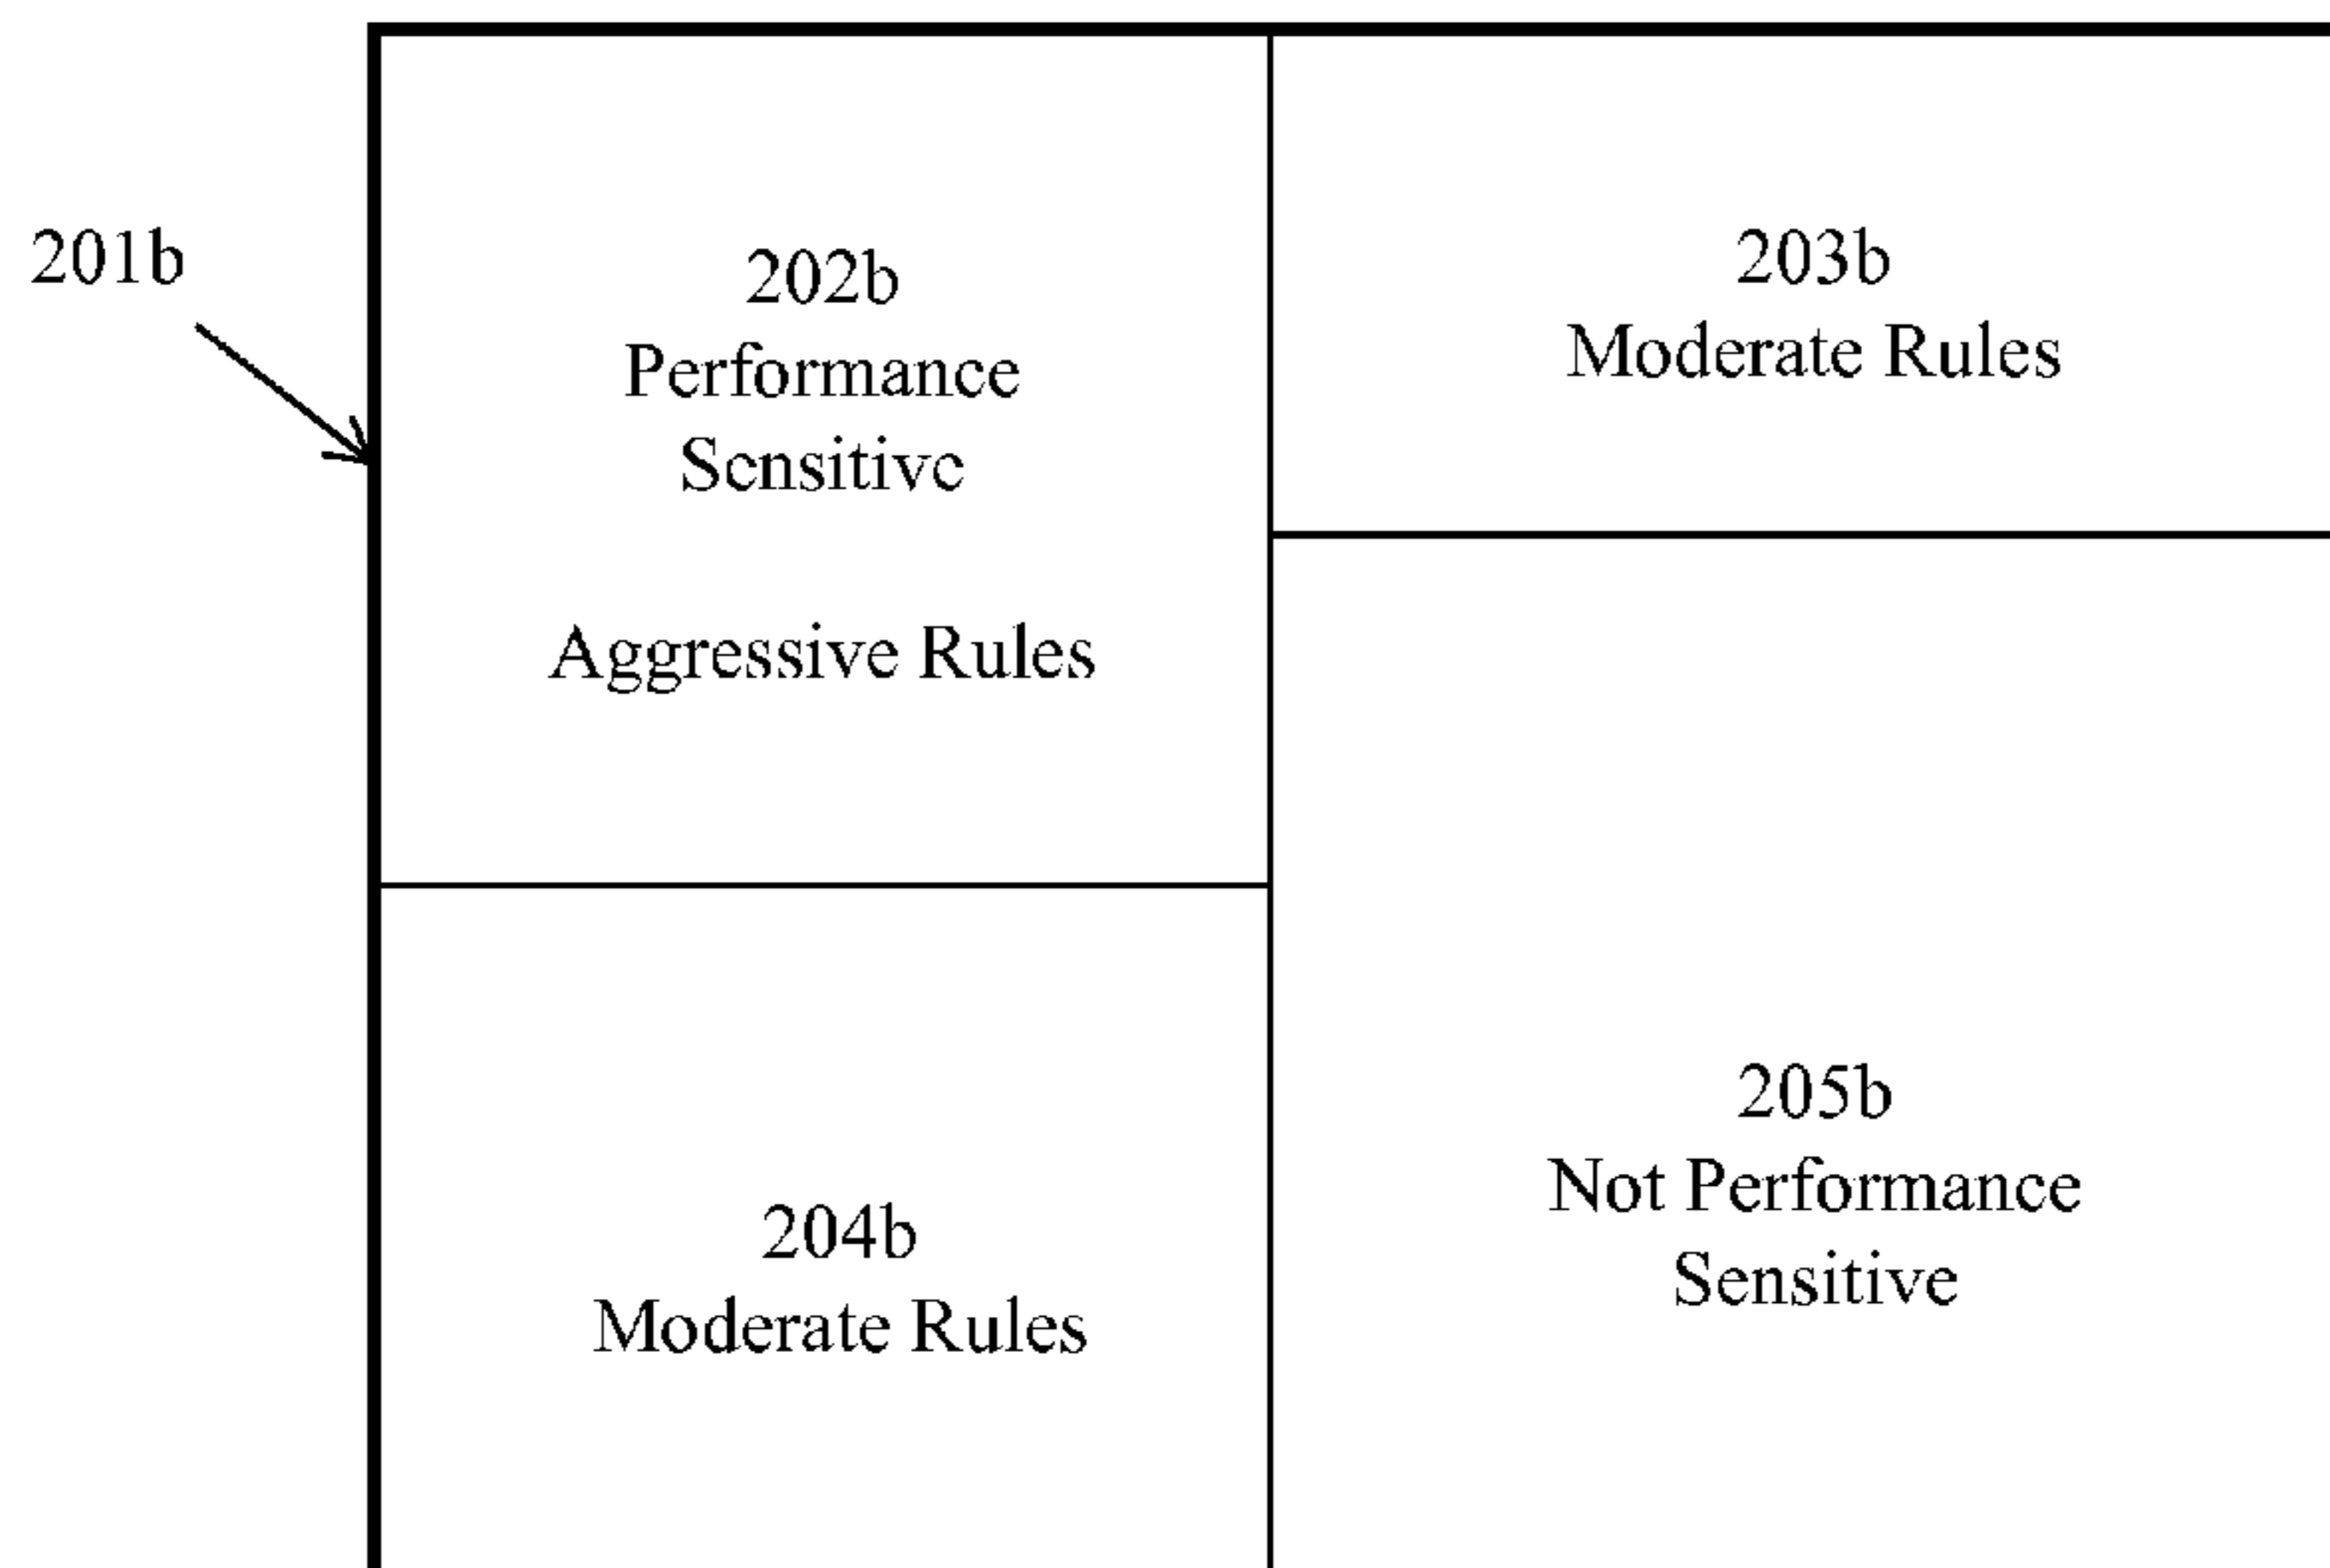 201b
202b
Performance
Sensitive
Aggressive Rules
203b
Moderate Rules
204b
Moderate Rules
205b
Not Performance
Sensitive